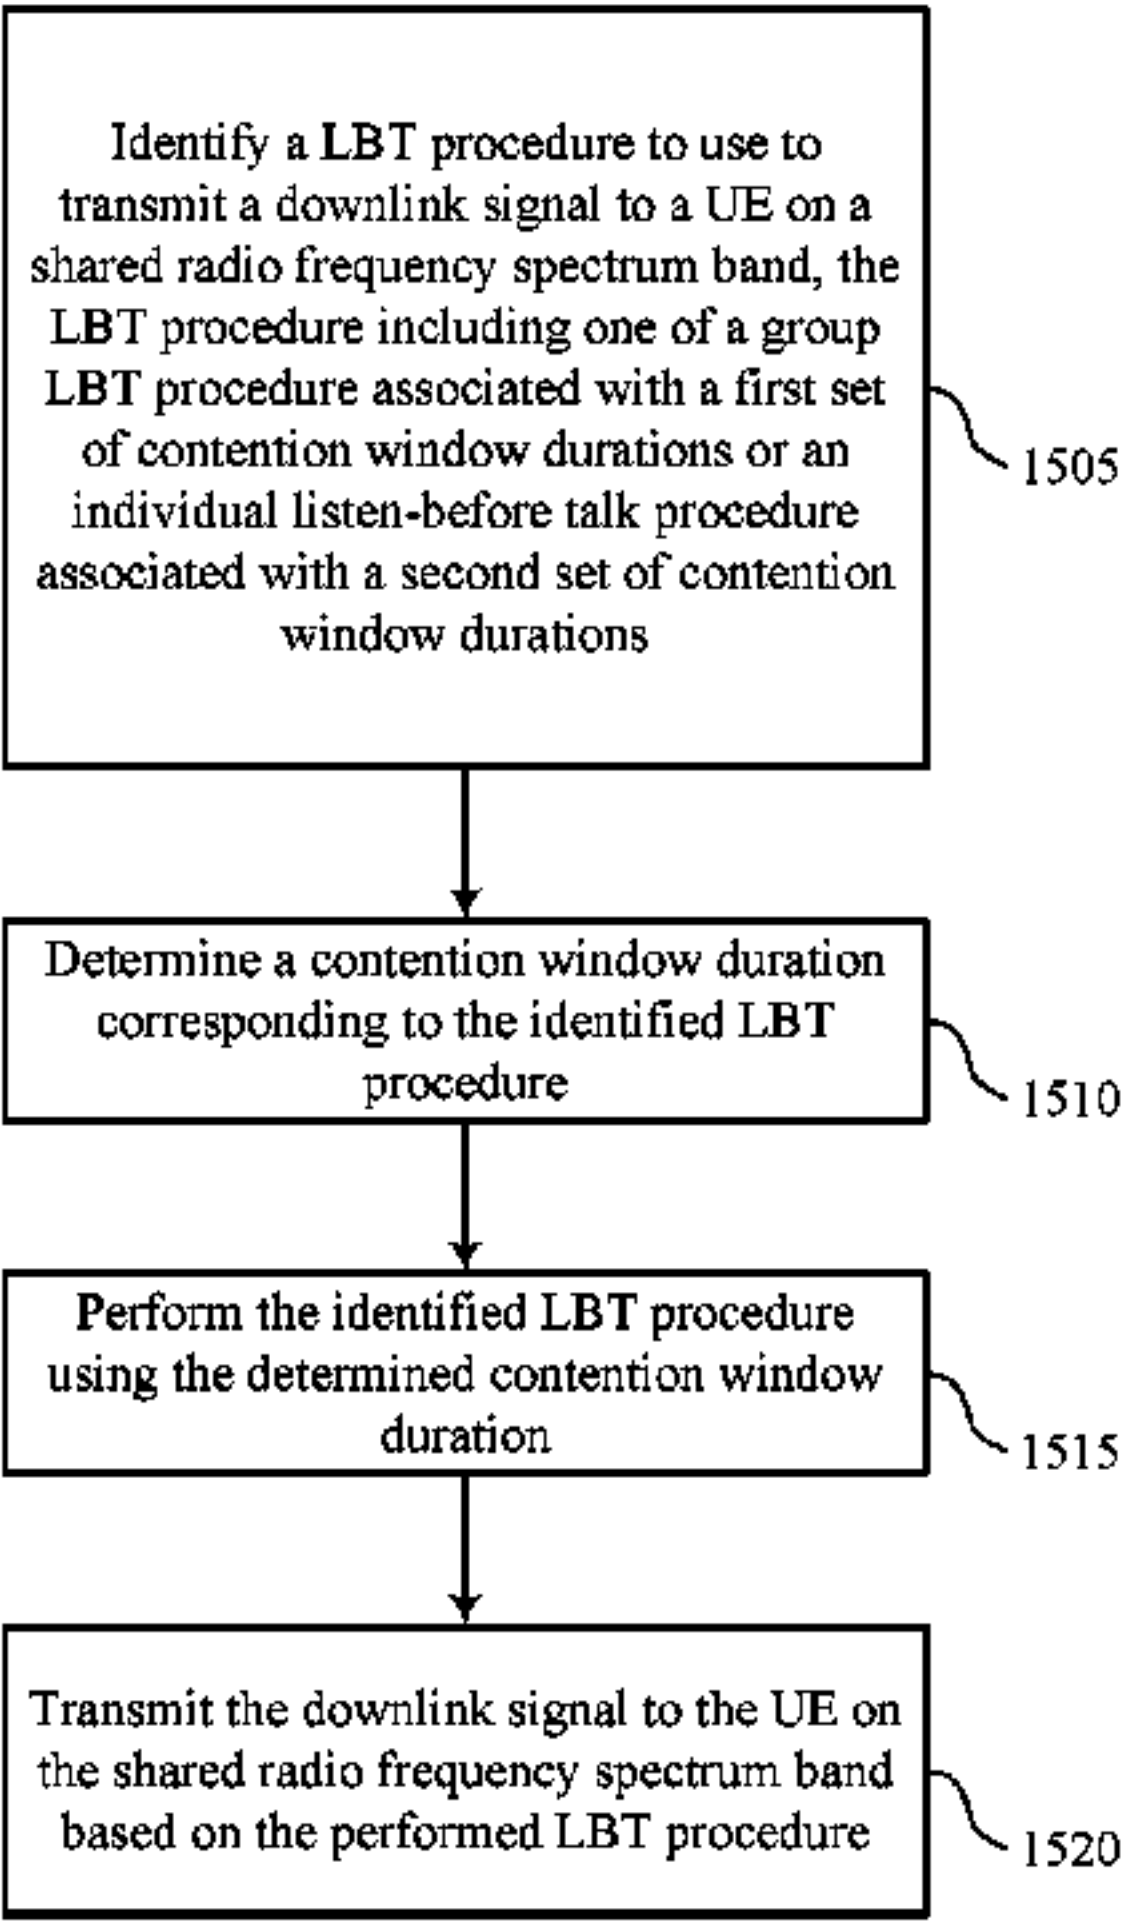 Identify a LBT procedure to use to
transmit a downlink signal to a UE on a
shared radio frequency spectrum band, the
LBT procedure including one of a group
LBT procedure associated with a first set
of contention window durations or an
individual listen-before talk procedure
associated with a second set of contention
window durations
1505
Determine a contention window duration
corresponding to the identified LBT
procedure
1510
Perform the identified LBT procedure
using the determined contention window
duration
1515
Transmit the downlink signal to the UE on
the shared radio frequency spectrum band
based on the performed LBT procedure
1520